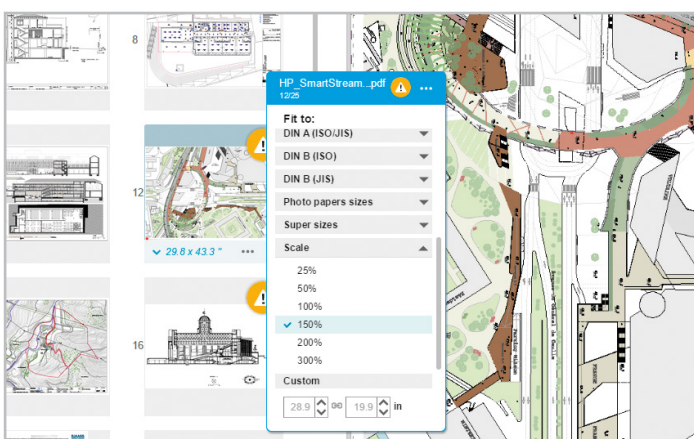 8
HP_SmartStream...pdf
12/25
Fit to:
DIN A (ISO/JIS)
DIN B (ISO)
DIN B (JIS)
Photo papers sizes
Super sizes
Scale
25%
50%
100%
150%
200%
300%
Custom
28.9 19.9 in
12
29.8 x 43.3 "
16